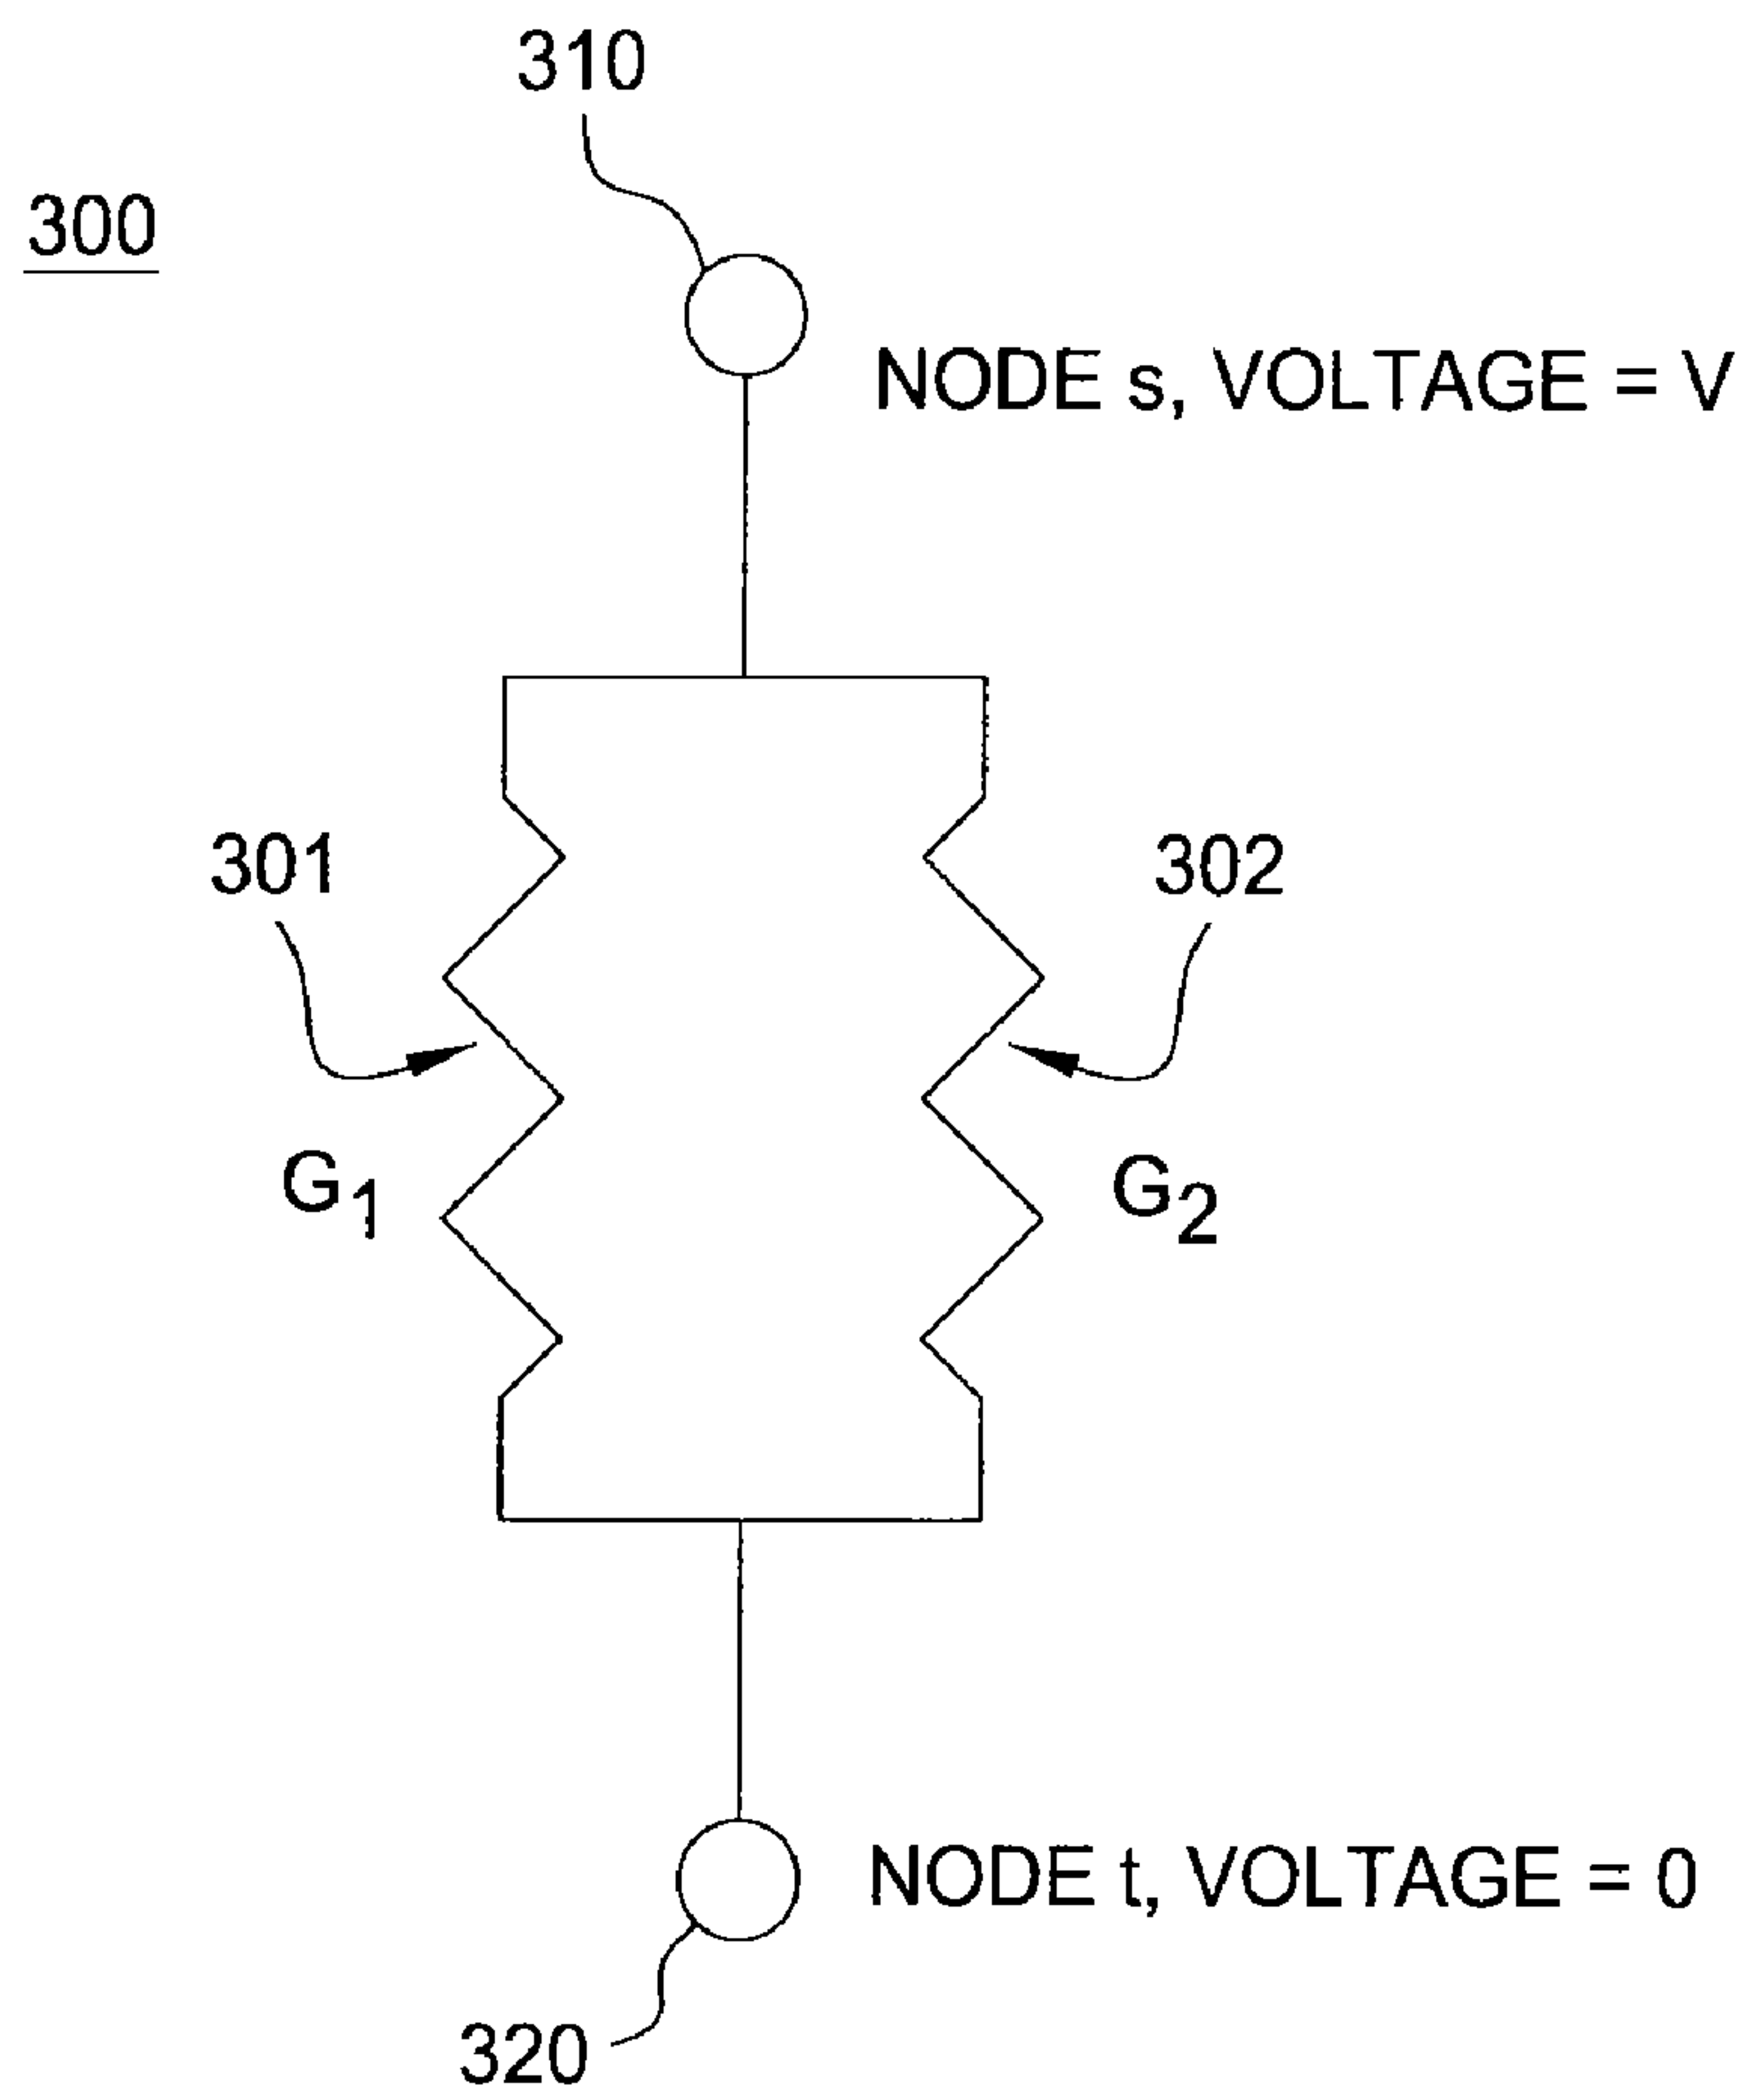 310
300
NODE s, VOLTAGE = V
301
302
G1
G2
NODE t, VOLTAGE = 0
320